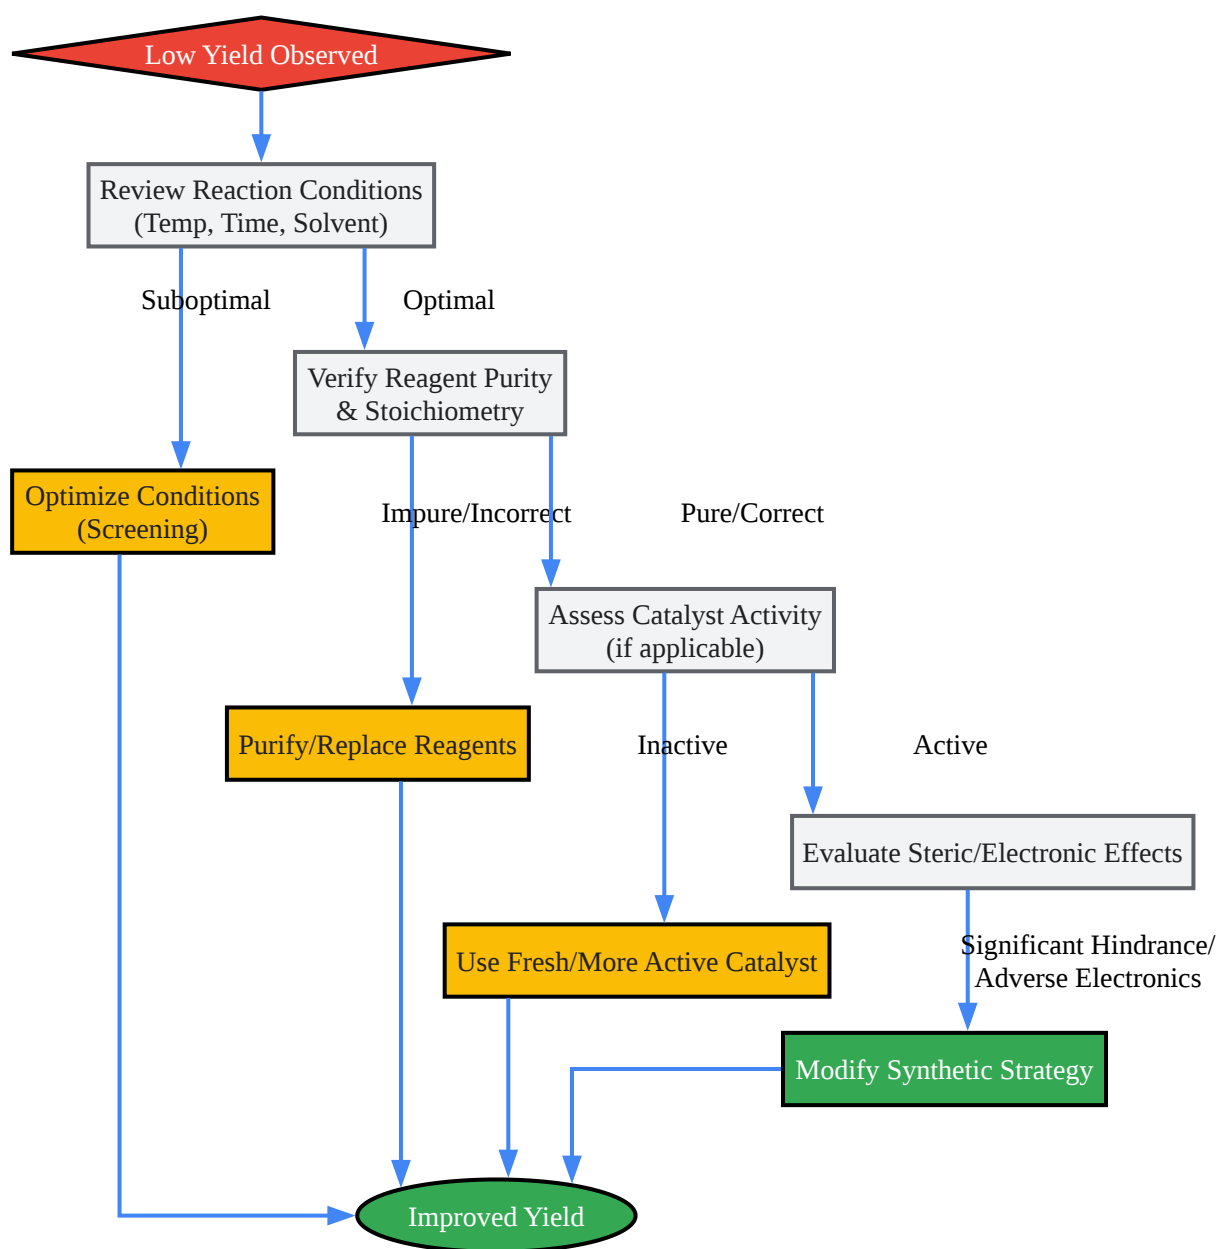 Low Yield Observed
Review Reaction Conditions
(Temp, Time, Solvent)
Suboptimal
Optimal
Verify Reagent Purity
& Stoichiometry
Optimize Conditions
(Screening)
Impure/Incorrect
Pure/Correct
Assess Catalyst Activity
(if applicable)
Purify/Replace Reagents
Inactive
Active
Evaluate Steric/Electronic Effects
Use Fresh/More Active Catalyst
Significant Hindrance/
Adverse Electronics
Modify Synthetic Strategy
Improved Yield